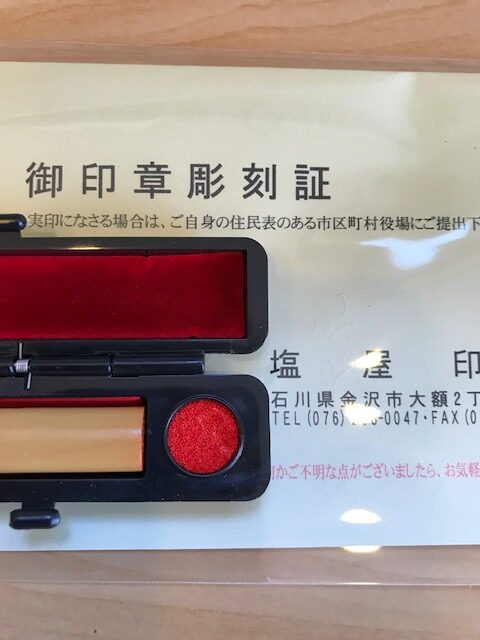 御印章彫刻証
実印になさる場合は、ご自身の住民表のある市区町村役場にご提出下
塩屋印
石川県金沢市大額2丁
TEL(076) -0047・FAX(0
かご不明な点がございましたら、お気軽